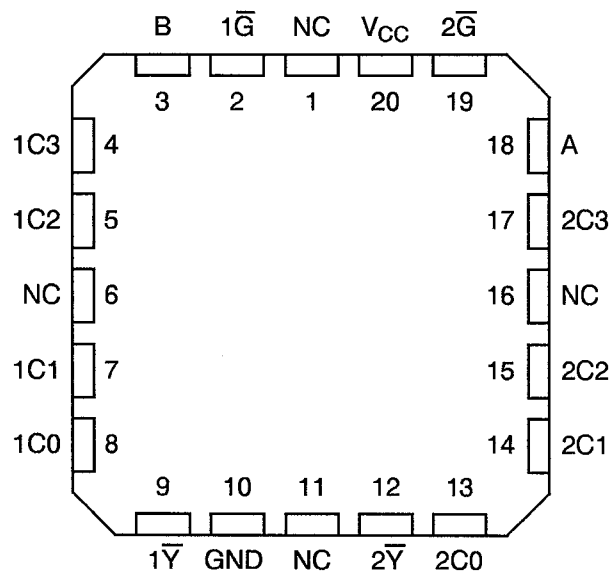 B 1G̅ NC VCC 2G̅
3 2 1 20 19
1C3 4 18 A
1C2 5 17 2C3
NC 6 16 NC
1C1 7 15 2C2
1C0 8 14 2C1
9 10 11 12 13
1Y̅ GND NC 2Y̅ 2C0